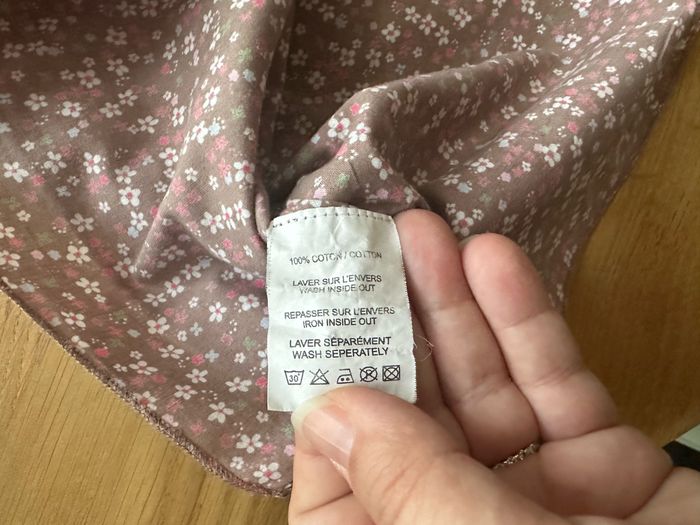 100% COTON / COTTON
LAVER SUR L'ENVERS
WASH INSIDE OUT
REPASSER SUR L'ENVERS
IRON INSIDE OUT
LAVER SÉPARÉMENT
WASH SEPERATELY
30°